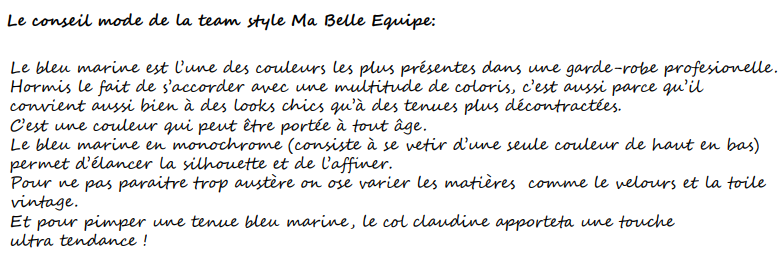 Le conseil mode de la team style Ma Belle Equipe:
Le bleu marine est l'une des couleurs les plus présentes dans une garde-robe profesionelle.
Hormis le fait de s'accorder avec une multitude de coloris, c'est aussi parce qu'il
convient aussi bien à des looks chics qu'à des tenues plus décontractées.
C'est une couleur qui peut être portée à tout âge.
Le bleu marine en monochrome (consiste à se vetir d'une seule couleur de haut en bas)
permet d'élancer la silhouette et de l'affiner.
Pour ne pas paraitre trop austère on ose varier les matières comme le velours et la toile
vintage.
Et pour pimper une tenue bleu marine, le col claudine apporteta une touche
ultra tendance !